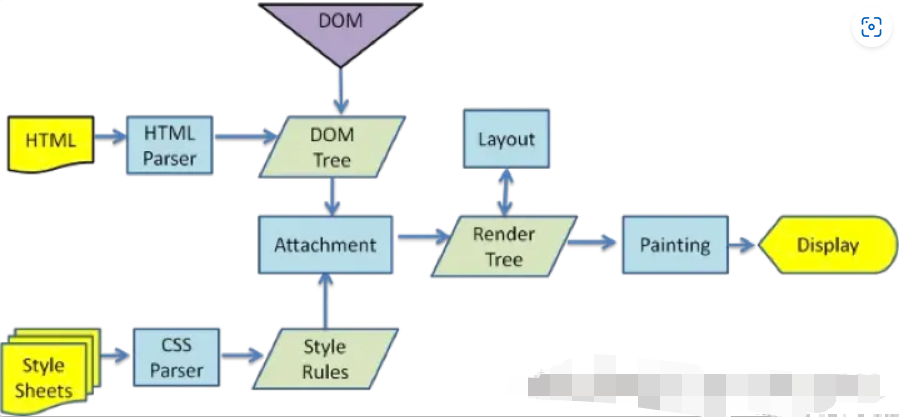 DOM
HTML
HTML
Parser
DOM
Tree
Layout
Attachment
Render
Tree
Painting
Display
Style
Sheets
CSS
Parser
Style
Rules